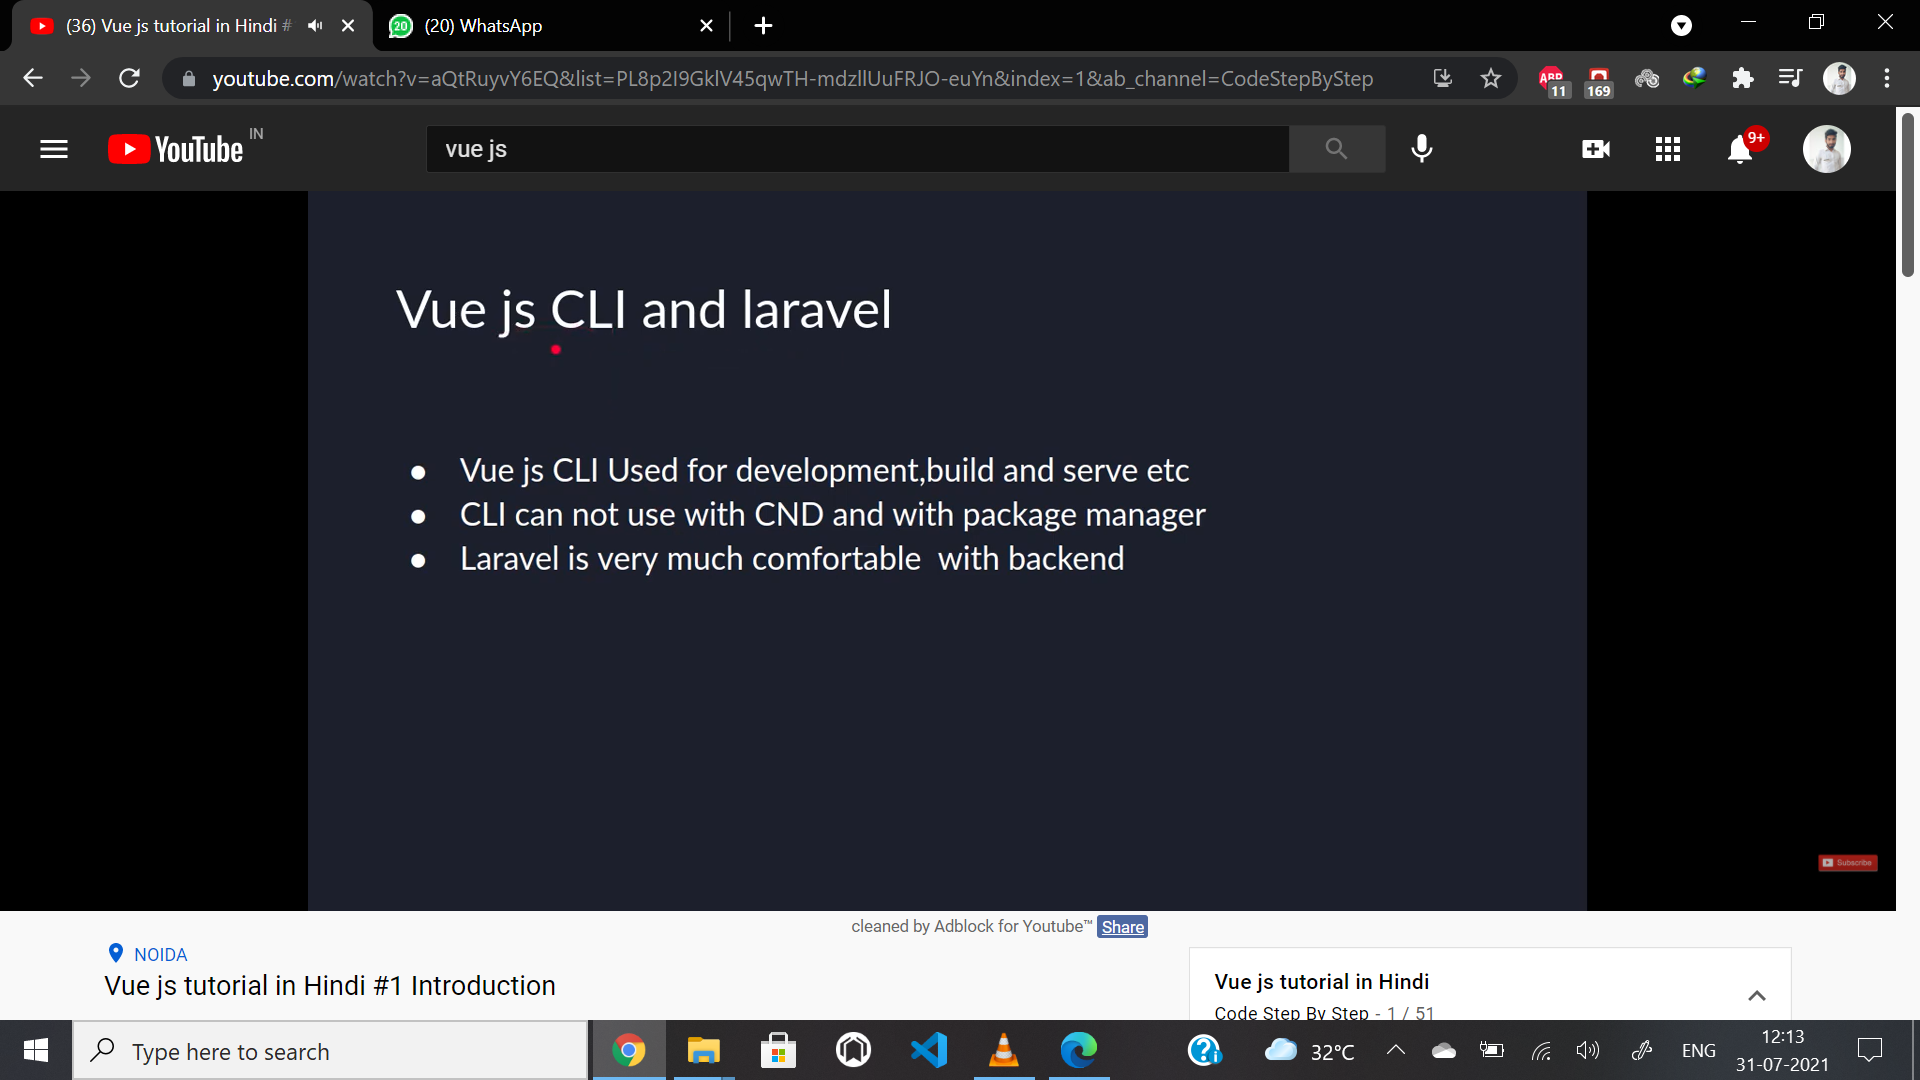 (36) Vue js tutorial in Hindi #
(20) WhatsApp
youtube.com/watch?v=aQtRuyvY6EQ&list=PL8p2I9GklV45qwTH-mdzllUuFRJO-euYn&index=1&ab_channel=CodeStepByStep
ABP
11
169
YouTube IN
vue js
9+
Vue js CLI and laravel
● Vue js CLI Used for development,build and serve etc
● CLI can not use with CND and with package manager
● Laravel is very much comfortable with backend
Subscribe
cleaned by Adblock for Youtube™ Share
NOIDA
Vue js tutorial in Hindi #1 Introduction
Vue js tutorial in Hindi
Code Step By Step - 1 / 51
Type here to search
32°C
ENG
12:13
31-07-2021